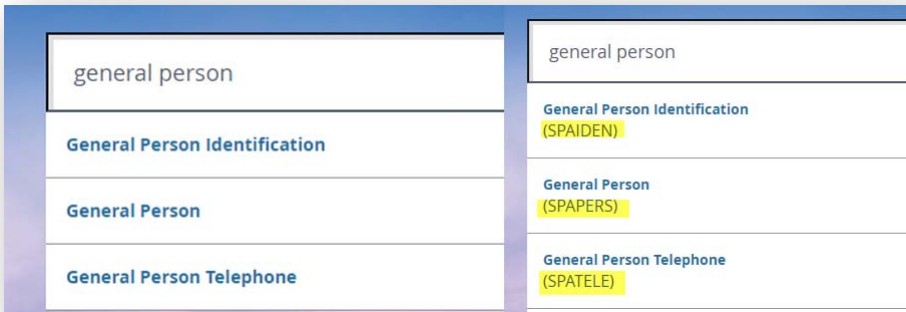 general person
General Person Identification
General Person
General Person Telephone
general person
General Person Identification
(SPAIDEN)
General Person
(SPAPERS)
General Person Telephone
(SPATELE)